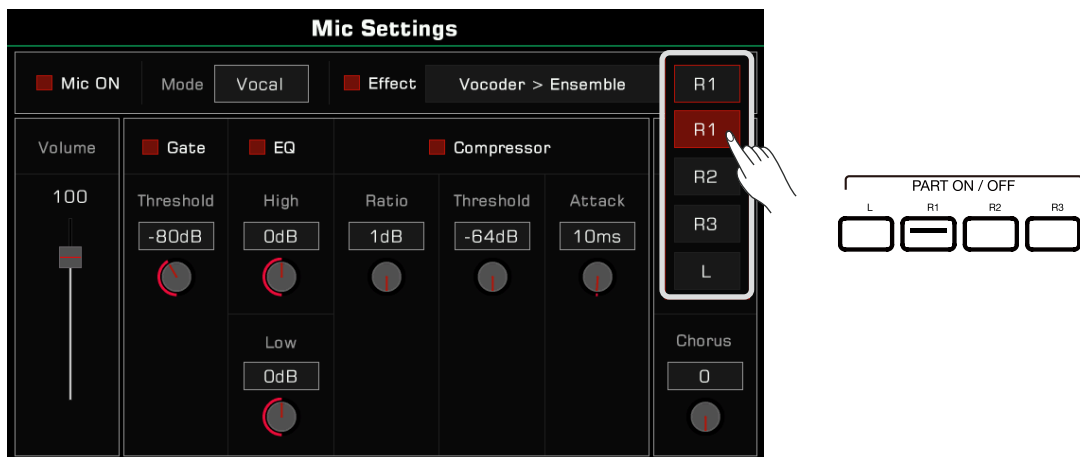 Mic Settings
Mic ON Mode Vocal Effect Vocoder > Ensemble R1
R1
R2
R3
L
Volume Gate EQ Compressor
100 Threshold High Ratio Threshold Attack
-80dB 0dB 1dB -64dB 10ms
Low
0dB
Chorus
0
PART ON / OFF
L R1 R2 R3